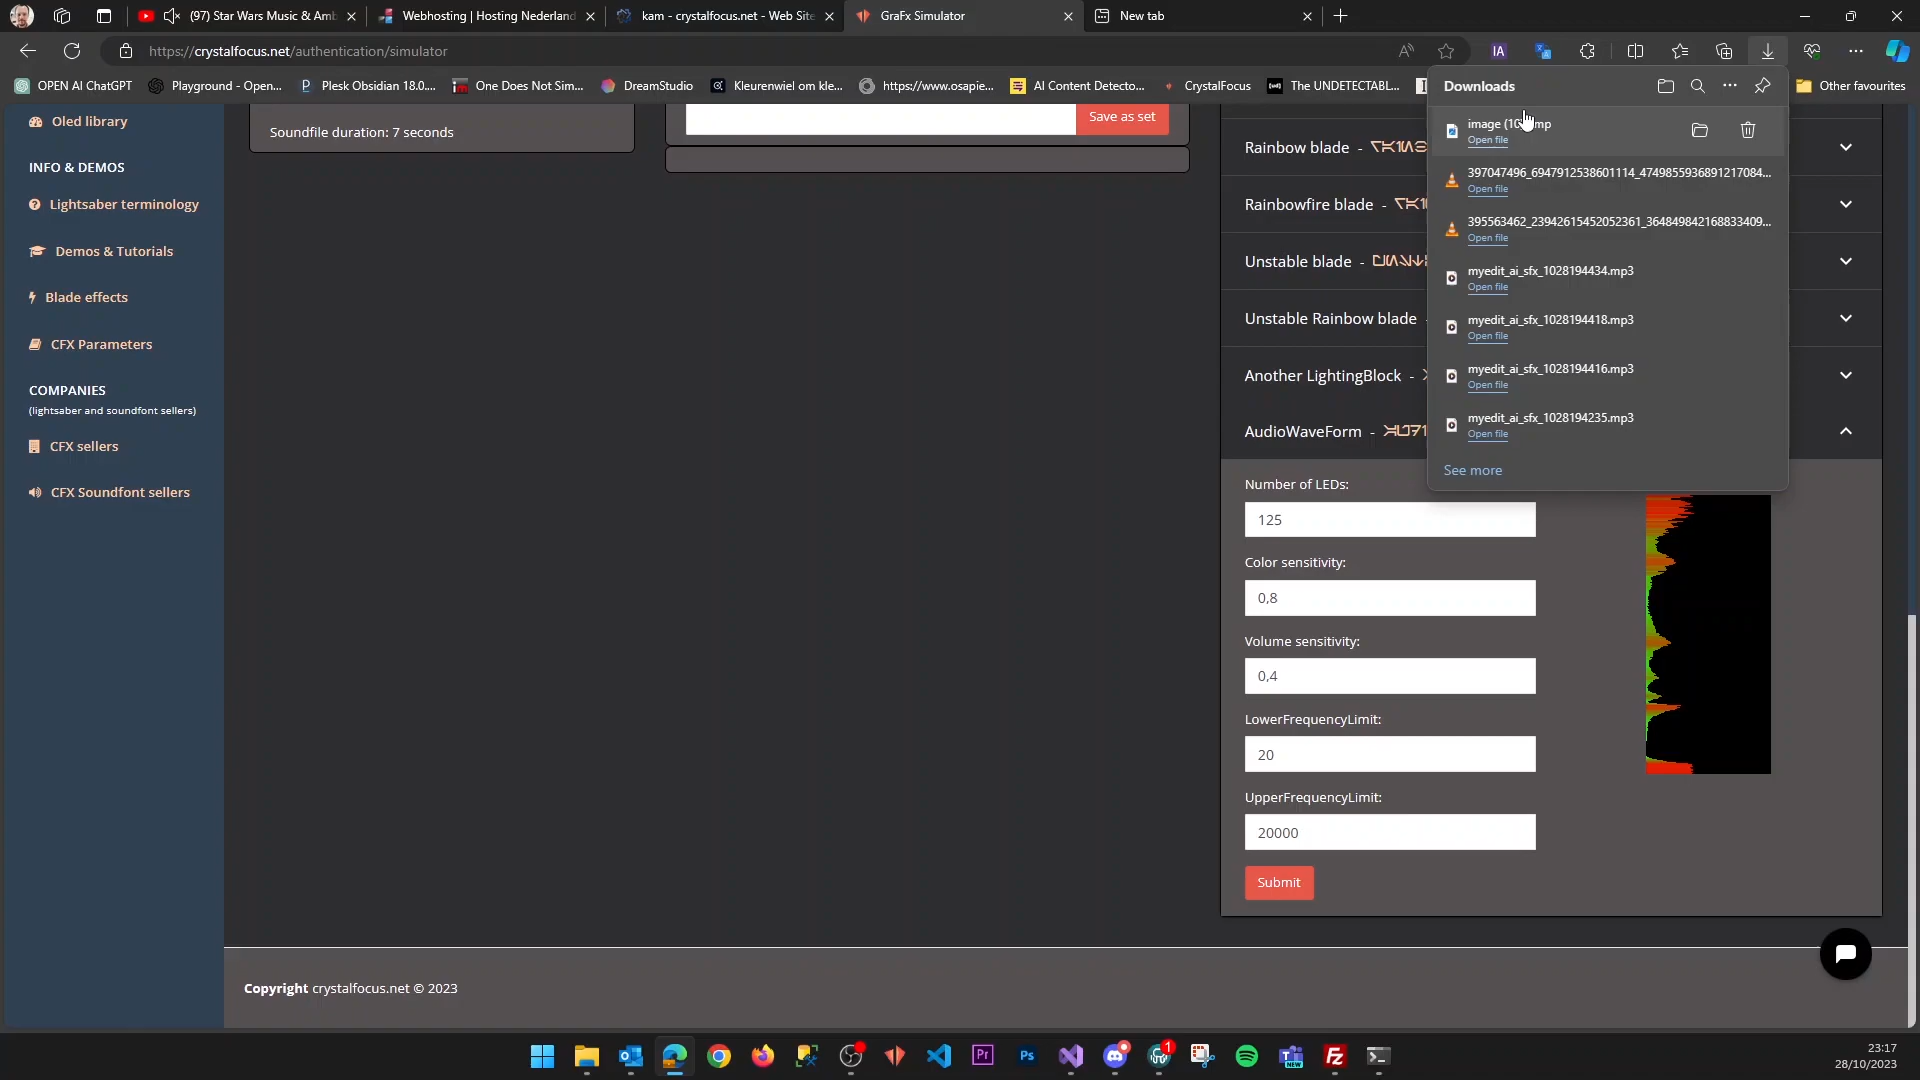 (97) Star Wars Music & Amb
Webhosting | Hosting Nederland
kam - crystalfocus.net - Web Site
GraFx Simulator
New tab
https://crystalfocus.net/authentication/simulator
OPEN AI ChatGPT
Playground - Open...
Plesk Obsidian 18.0....
One Does Not Sim...
DreamStudio
Kleurenwiel om kle...
https://www.osapie...
AI Content Detecto...
CrystalFocus
The UNDETECTABL...
Other favourites
Downloads
image (10
mp
Open file
397047496_6947912538601114_4749855936891217084...
Open file
395563462_23942615452052361_364849842168833409...
Open file
myedit_ai_sfx_1028194434.mp3
Open file
myedit_ai_sfx_1028194418.mp3
Open file
myedit_ai_sfx_1028194416.mp3
Open file
myedit_ai_sfx_1028194235.mp3
Open file
See more
Oled library
INFO & DEMOS
Lightsaber terminology
Demos & Tutorials
Blade effects
CFX Parameters
COMPANIES
(lightsaber and soundfont sellers)
CFX sellers
CFX Soundfont sellers
Soundfile duration: 7 seconds
Save as set
Rainbow blade -
Rainbowfire blade -
Unstable blade -
Unstable Rainbow blade
Another LightingBlock -
AudioWaveForm -
Number of LEDs:
125
Color sensitivity:
0,8
Volume sensitivity:
0,4
LowerFrequencyLimit:
20
UpperFrequencyLimit:
20000
Submit
Copyright crystalfocus.net © 2023
23:17
28/10/2023